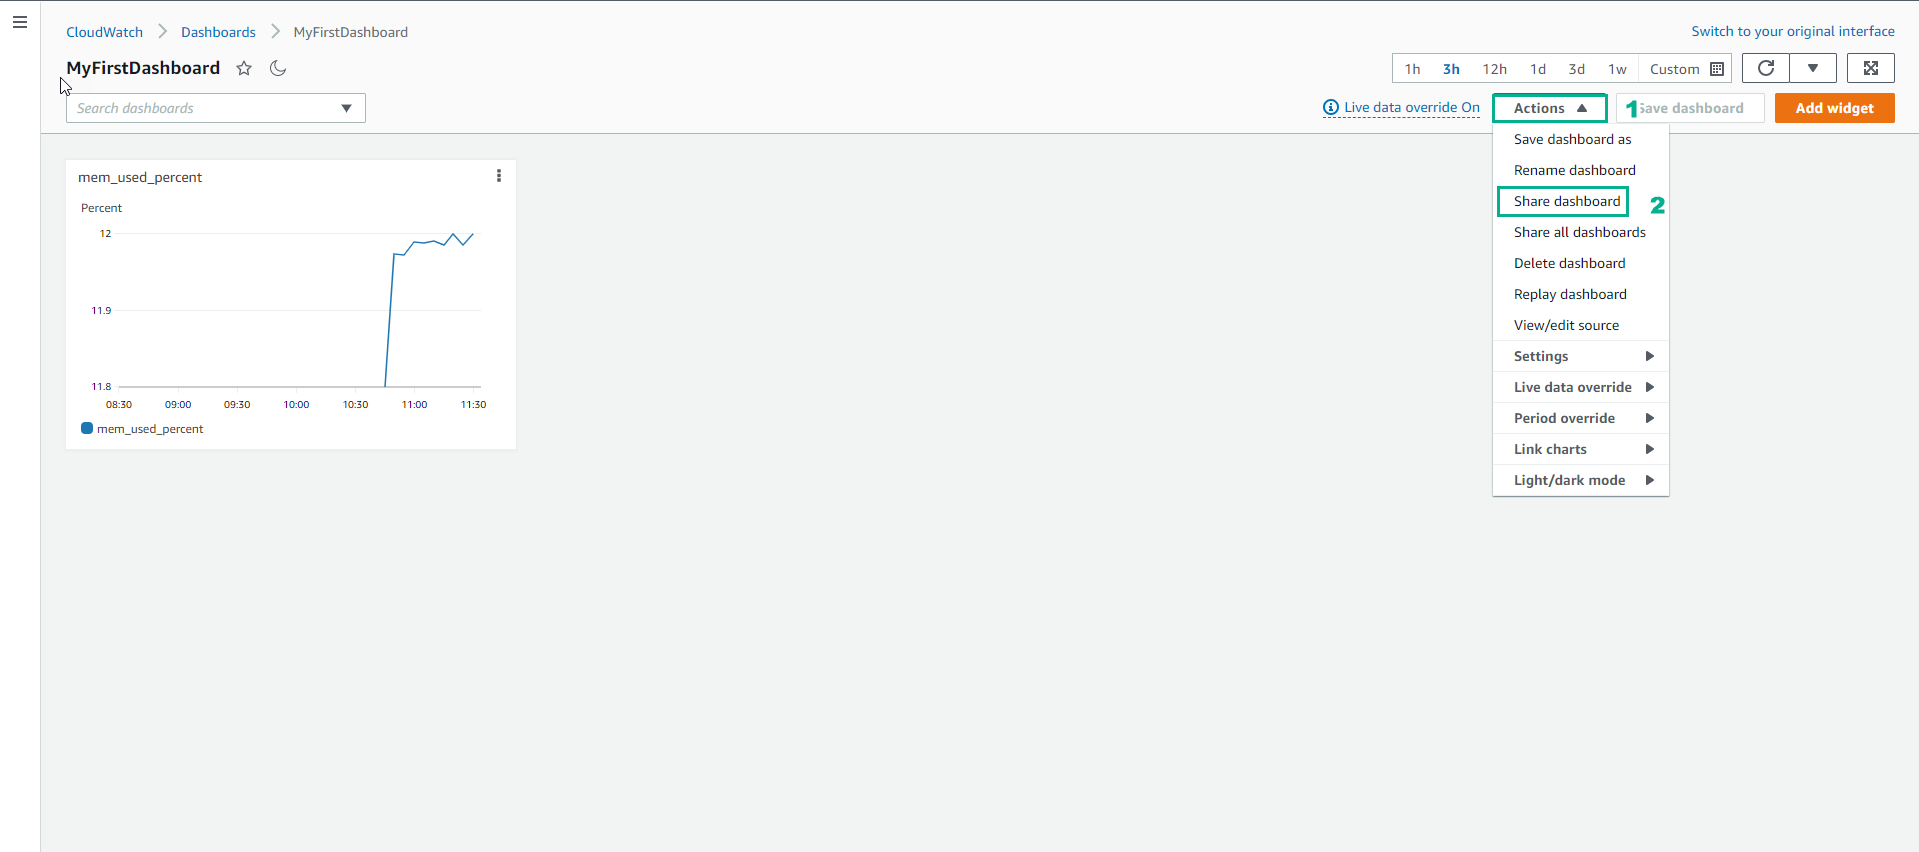 CloudWatch Dashboards MyFirstDashboard
Switch to your original interface
MyFirstDashboard
1h 3h 12h 1d 3d 1w Custom
Search dashboards
Live data override On
Actions
1
Save dashboard
Add widget
Save dashboard as
Rename dashboard
Share dashboard
2
Share all dashboards
Delete dashboard
Replay dashboard
View/edit source
Settings
Live data override
Period override
Link charts
Light/dark mode
mem_used_percent
Percent
12
11.9
11.8
08:30 09:00 09:30 10:00 10:30 11:00 11:30
mem_used_percent